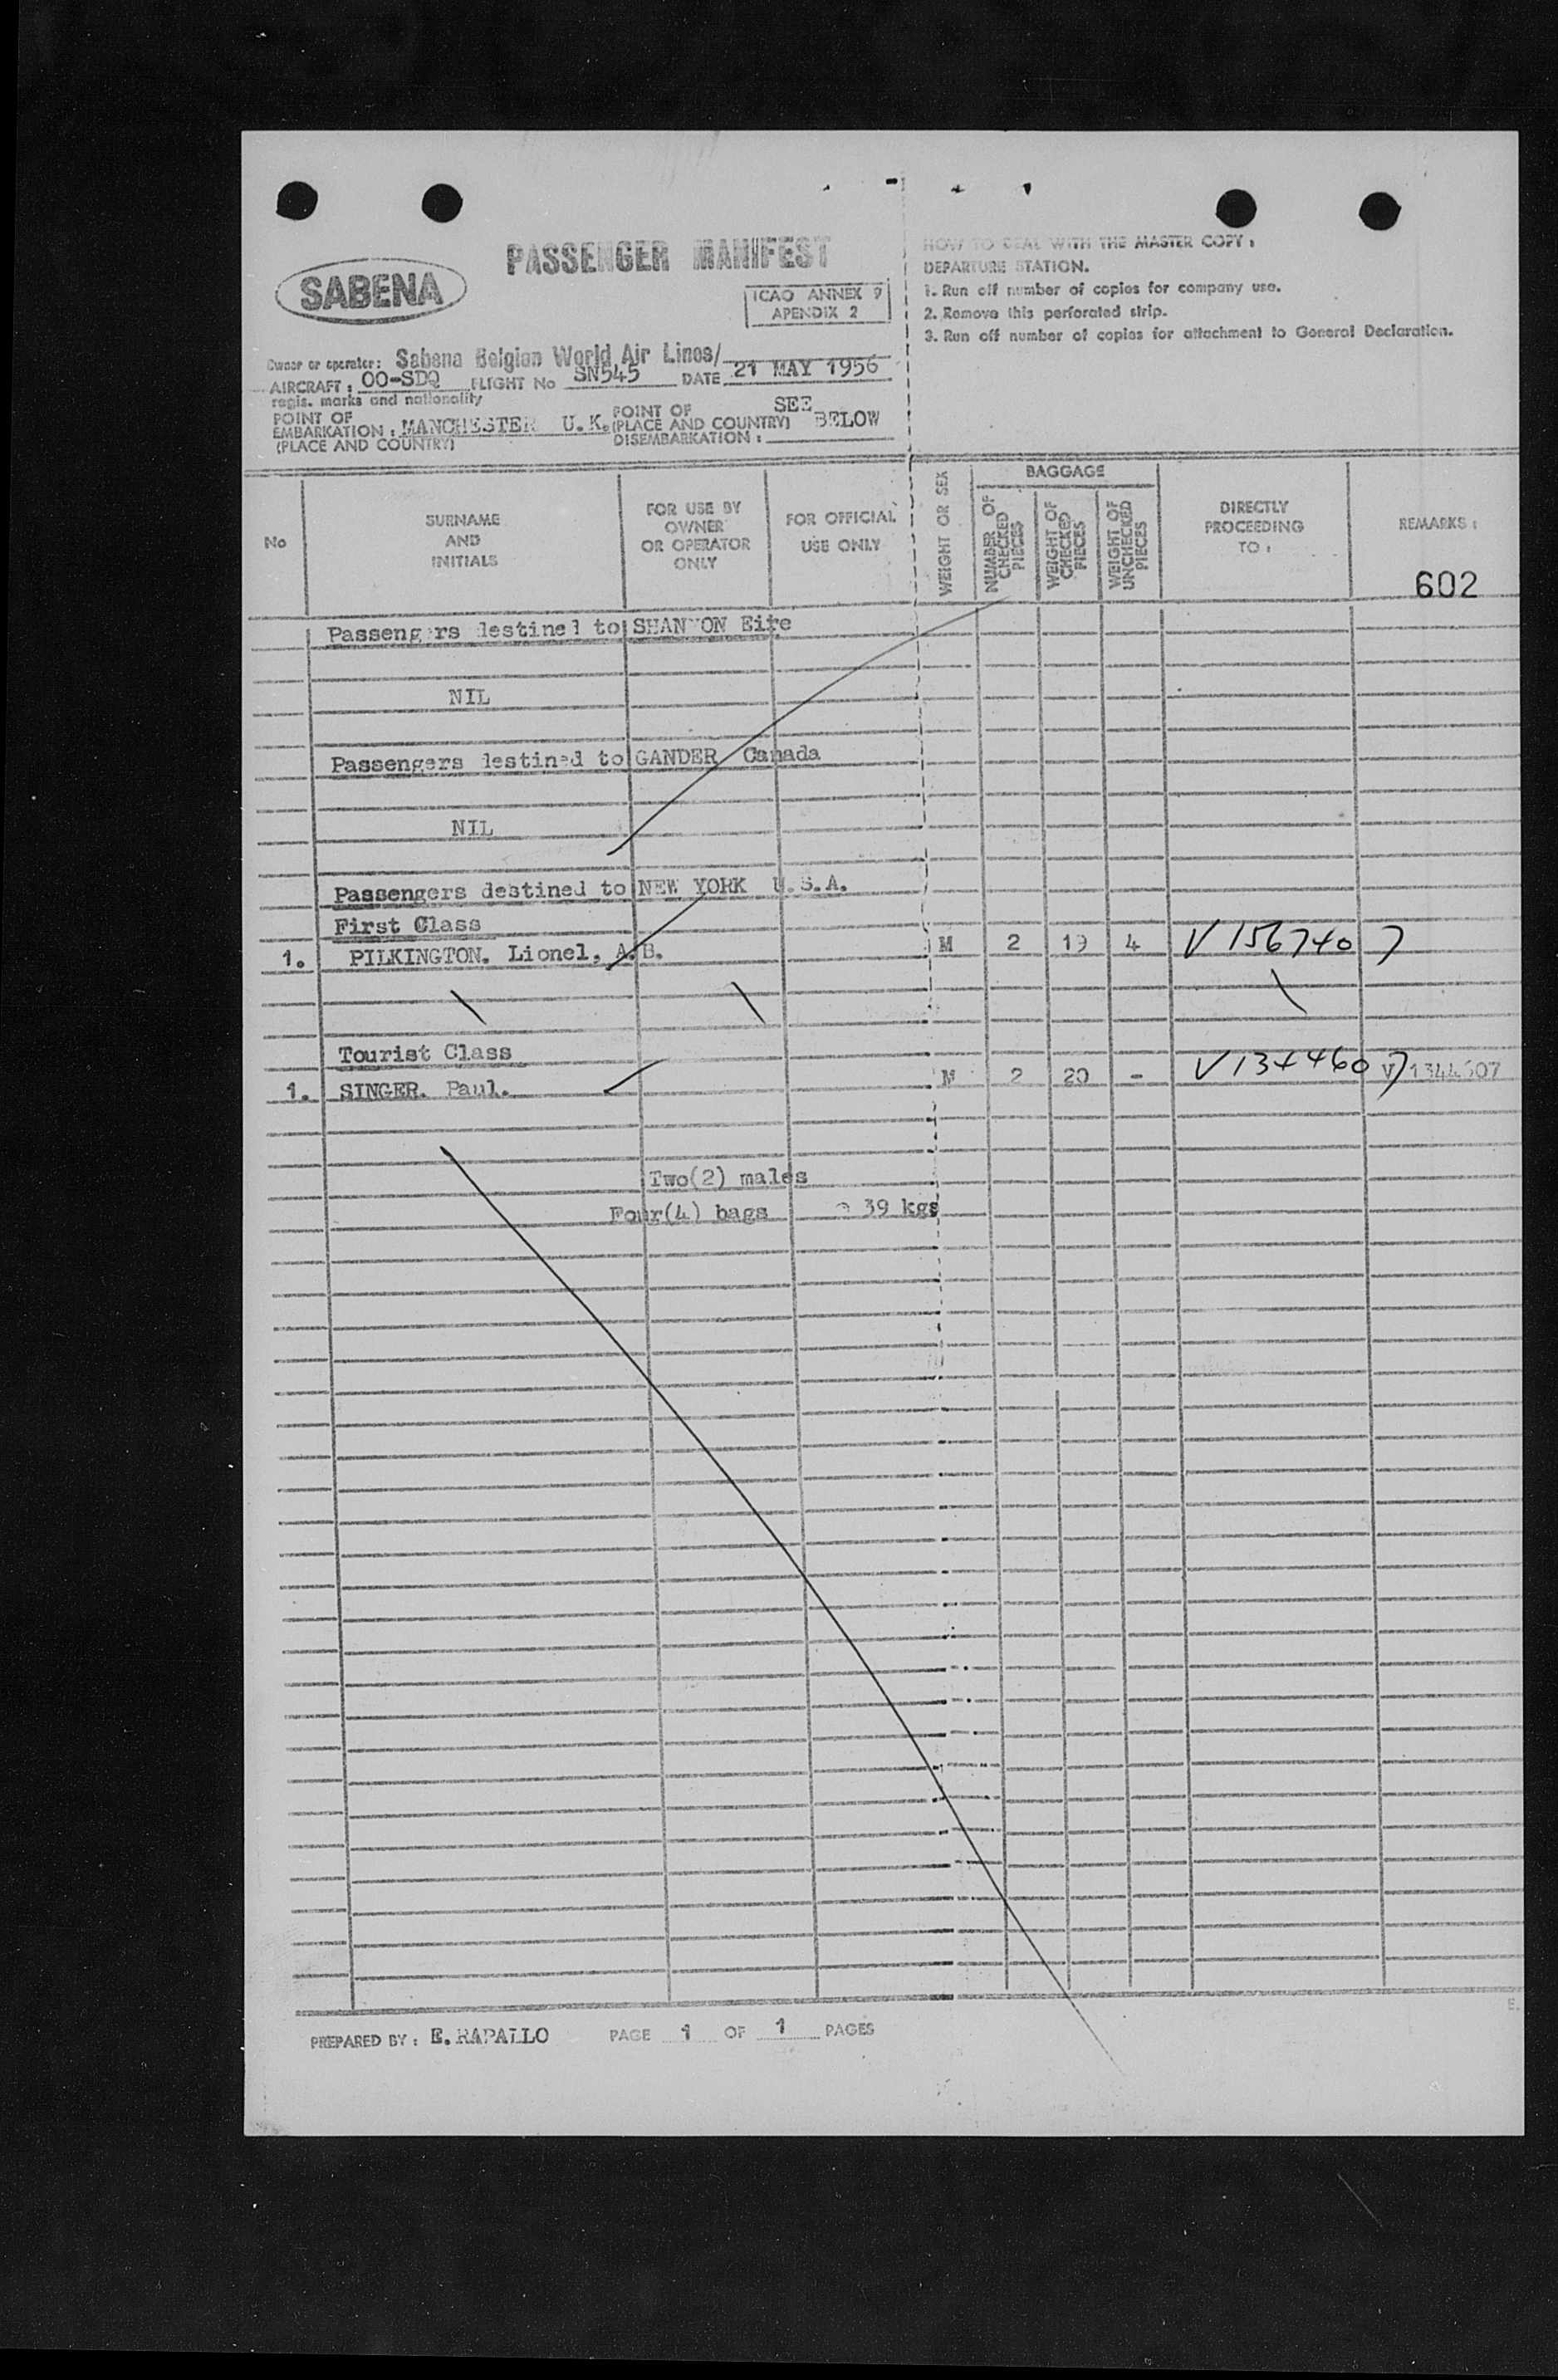 PASSENGER MANIFEST
SABENA
ICAO ANNEX 9
APENDIX 2
HOW TO DEAL WITH THE MASTER COPY :
DEPARTURE STATION.
1. Run off number of copies for company use.
2. Remove this perforated strip.
3. Run off number of copies for attachment to General Declaration.
Owner or operator: Sabena Belgian World Air Lines/
AIRCRAFT : OO-SDQ FLIGHT No SN545 DATE 21 MAY 1956
regis. marks and nationality
POINT OF EMBARKATION : MANCHESTER U.K.
(PLACE AND COUNTRY)
POINT OF (PLACE AND COUNTRY) DISEMBARKATION : SEE BELOW
No
SURNAME AND INITIALS
FOR USE BY OWNER OR OPERATOR ONLY
FOR OFFICIAL USE ONLY
WEIGHT OR SEX
BAGGAGE
NUMBER OF CHECKED PIECES
WEIGHT OF CHECKED PIECES
WEIGHT OF UNCHECKED PIECES
DIRECTLY PROCEEDING TO :
REMARKS :
602
Passengers destined to SHANNON Eire
NIL
Passengers destined to GANDER Canada
NIL
Passengers destined to NEW YORK U.S.A.
First Class
1. PILKINGTON. Lionel, A.B. M 2 19 4 V 156740 7
Tourist Class
1. SINGER. Paul. M 2 20 - V 134460 7 V 1344607
Two(2) males
Four(4) bags 39 kgs
PREPARED BY : E. RAPALLO PAGE 1 OF 1 PAGES